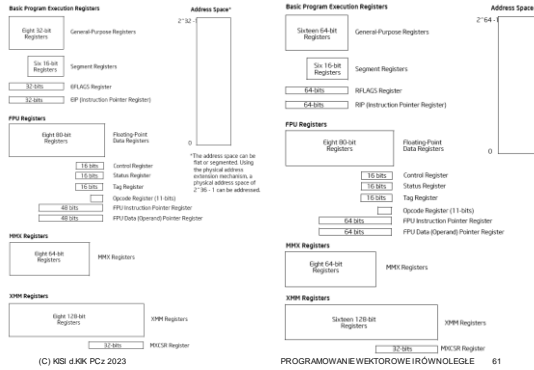 Basic Program Execution Registers
Address Space*
2^32 - 1
Eight 32-bit
Registers
General-Purpose Registers
Six 16-bit
Registers
Segment Registers
32-bits
EFLAGS Register
32-bits
EIP (Instruction Pointer Register)
FPU Registers
Eight 80-bit
Registers
Floating-Point
Data Registers
0
*The address space can be
flat or segmented. Using
the physical address
extension mechanism, a
physical address space of
2^36 - 1 can be addressed.
16 bits
Control Register
16 bits
Status Register
16 bits
Tag Register
Opcode Register (11-bits)
48 bits
FPU Instruction Pointer Register
48 bits
FPU Data (Operand) Pointer Register
MMX Registers
Eight 64-bit
Registers
MMX Registers
XMM Registers
Eight 128-bit
Registers
XMM Registers
32-bits
MXCSR Register
Basic Program Execution Registers
Address Space
2^64 - 1
Sixteen 64-bit
Registers
General-Purpose Registers
Six 16-bit
Registers
Segment Registers
64-bits
RFLAGS Register
64-bits
RIP (Instruction Pointer Register)
FPU Registers
Eight 80-bit
Registers
Floating-Point
Data Registers
0
16 bits
Control Register
16 bits
Status Register
16 bits
Tag Register
Opcode Register (11-bits)
64 bits
FPU Instruction Pointer Register
64 bits
FPU Data (Operand) Pointer Register
MMX Registers
Eight 64-bit
Registers
MMX Registers
XMM Registers
Sixteen 128-bit
Registers
XMM Registers
32-bits
MXCSR Register
(C) KISI d.KIK PCz 2023
PROGRAMOWANIE WEKTOROWE I RÓWNOLEGŁE
61